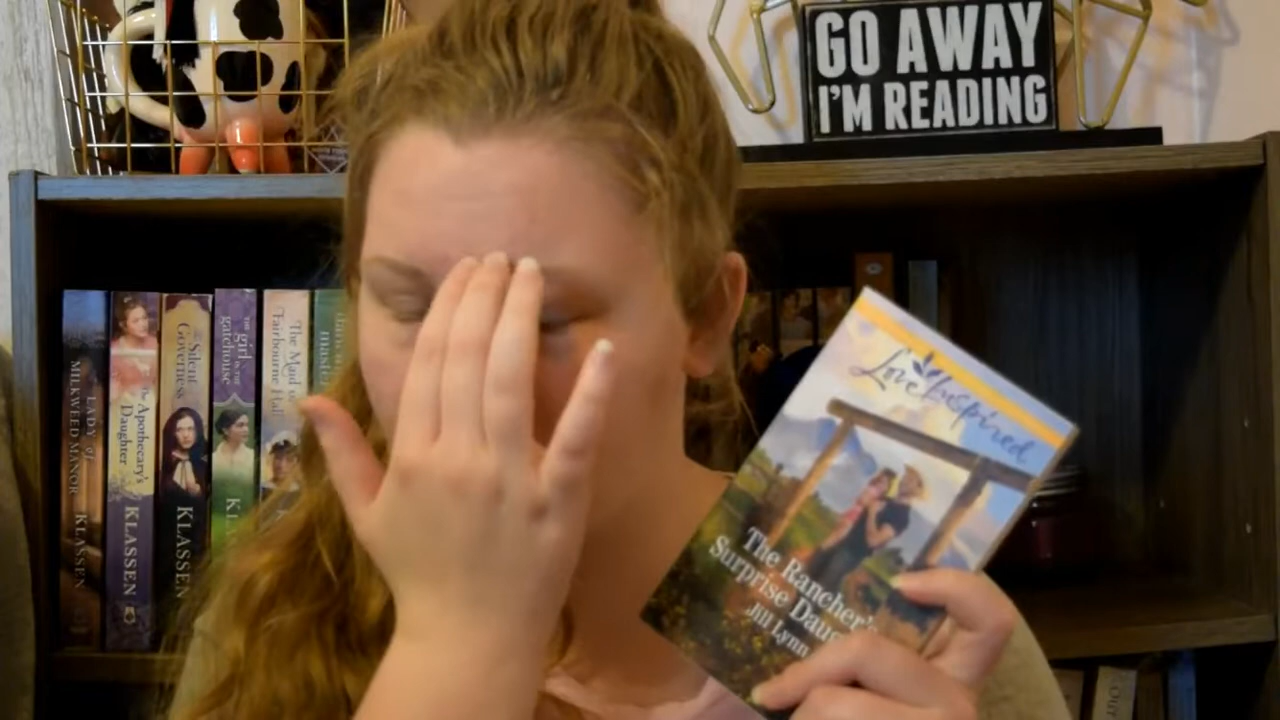 GO AWAY
I'M READING
LADY of
MILKWEED MANOR KLASSEN
the Apothecary's
Daughter KLASSEN
The Silent
Governess KLASSEN
THE girl IN THE
gatehouse
The Maid of
Fairbourne Hall
Love Inspired
The Rancher's
Surprise
Jill Lynn